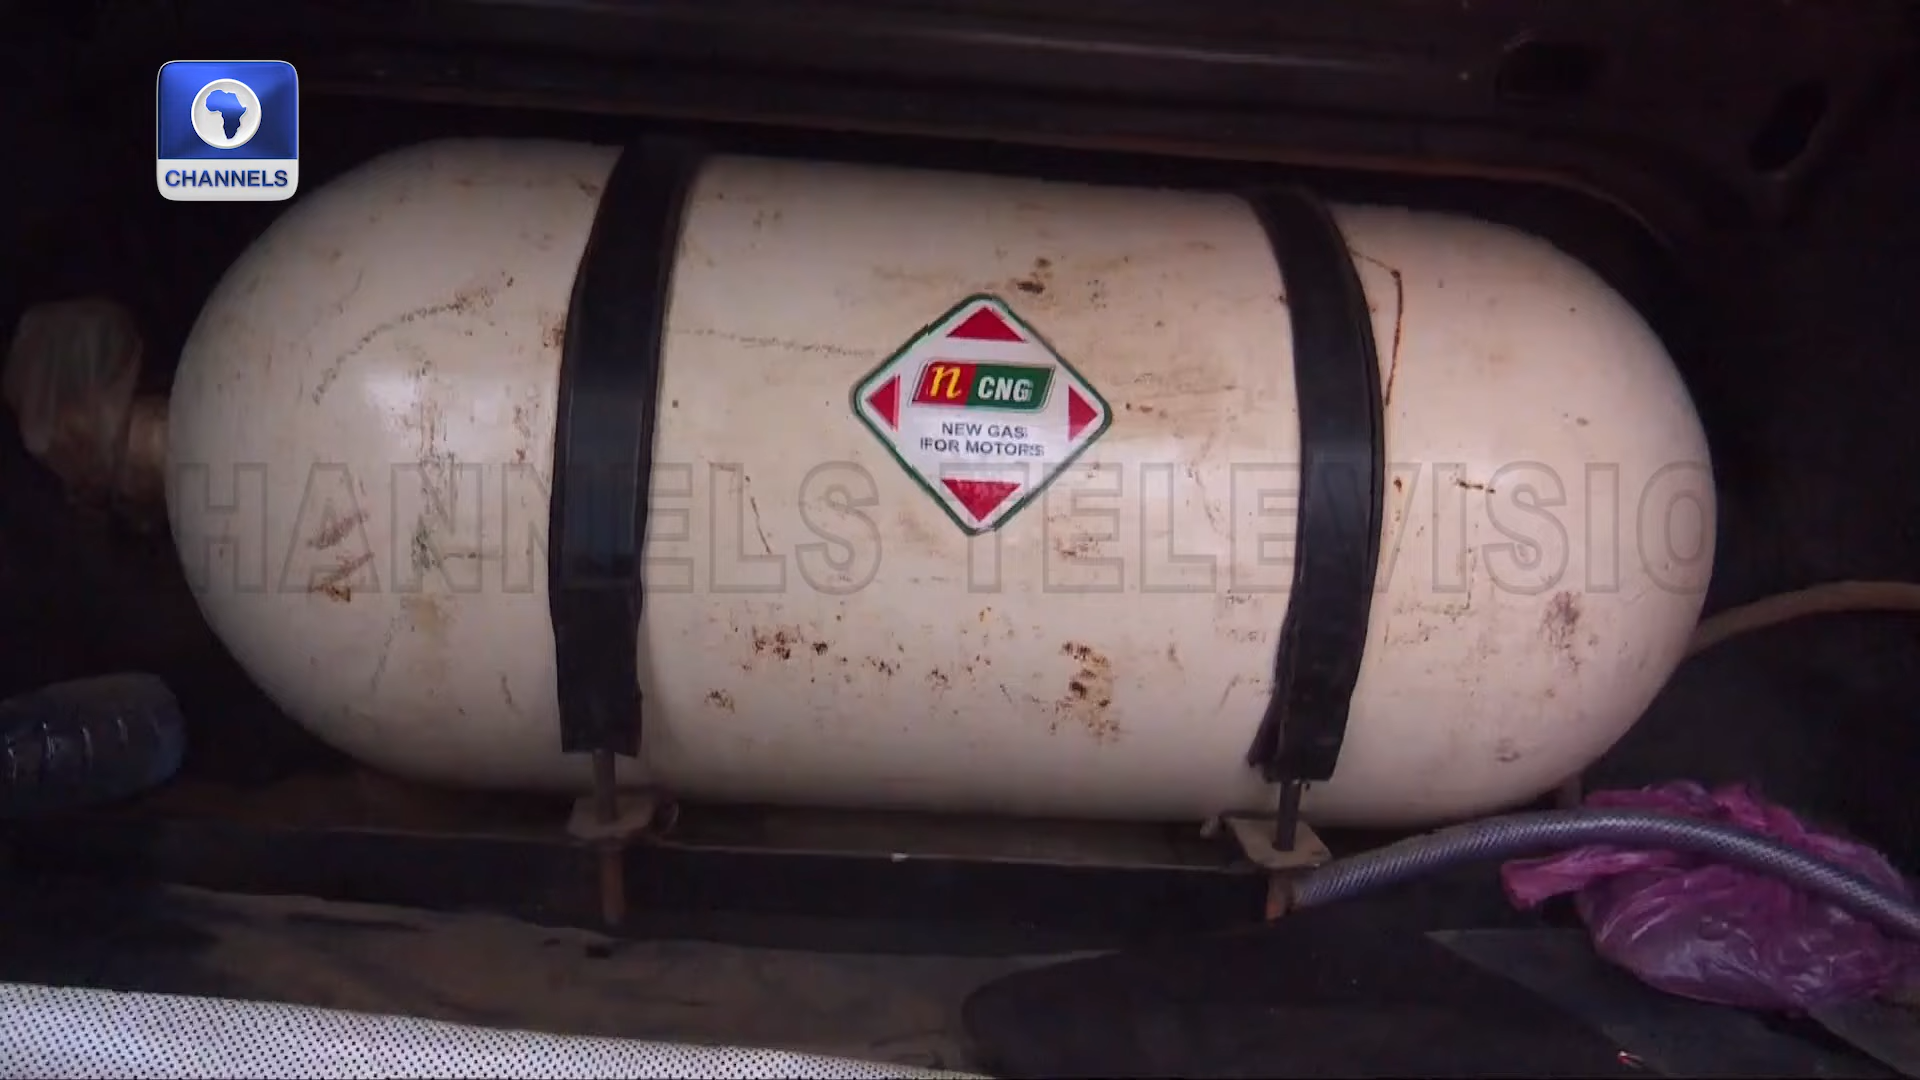 CHANNELS
n CNG
NEW GAS
FOR MOTORS
HANNELS TELEVISIO